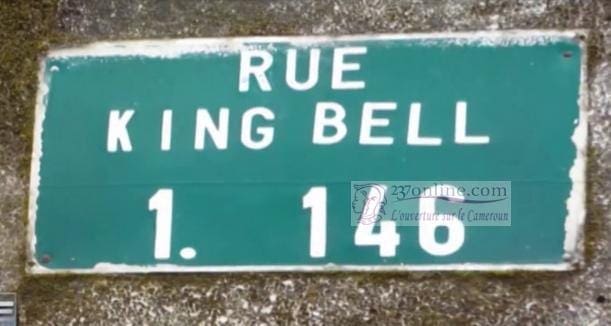 RUE
KING BELL
1. 146
237online.com
L'ouverture sur le Cameroun